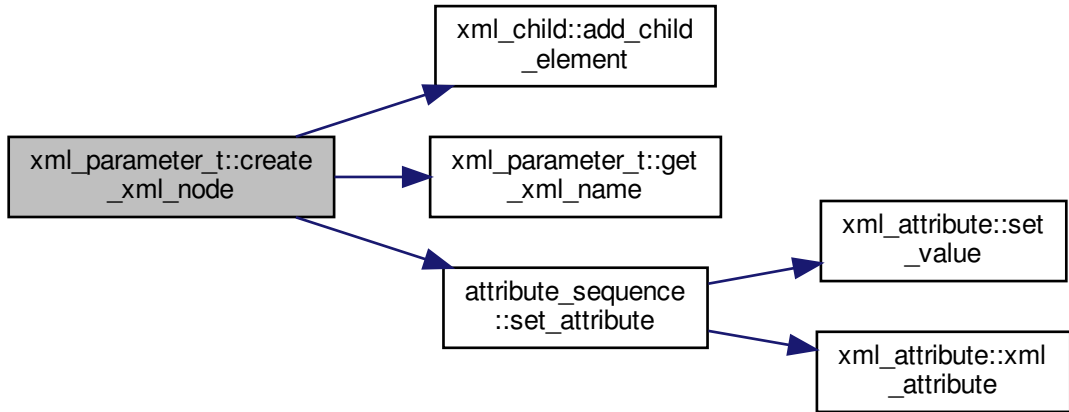 xml_child::add_child
_element
xml_parameter_t::create
_xml_node
xml_parameter_t::get
_xml_name
attribute_sequence
::set_attribute
xml_attribute::set
_value
xml_attribute::xml
_attribute